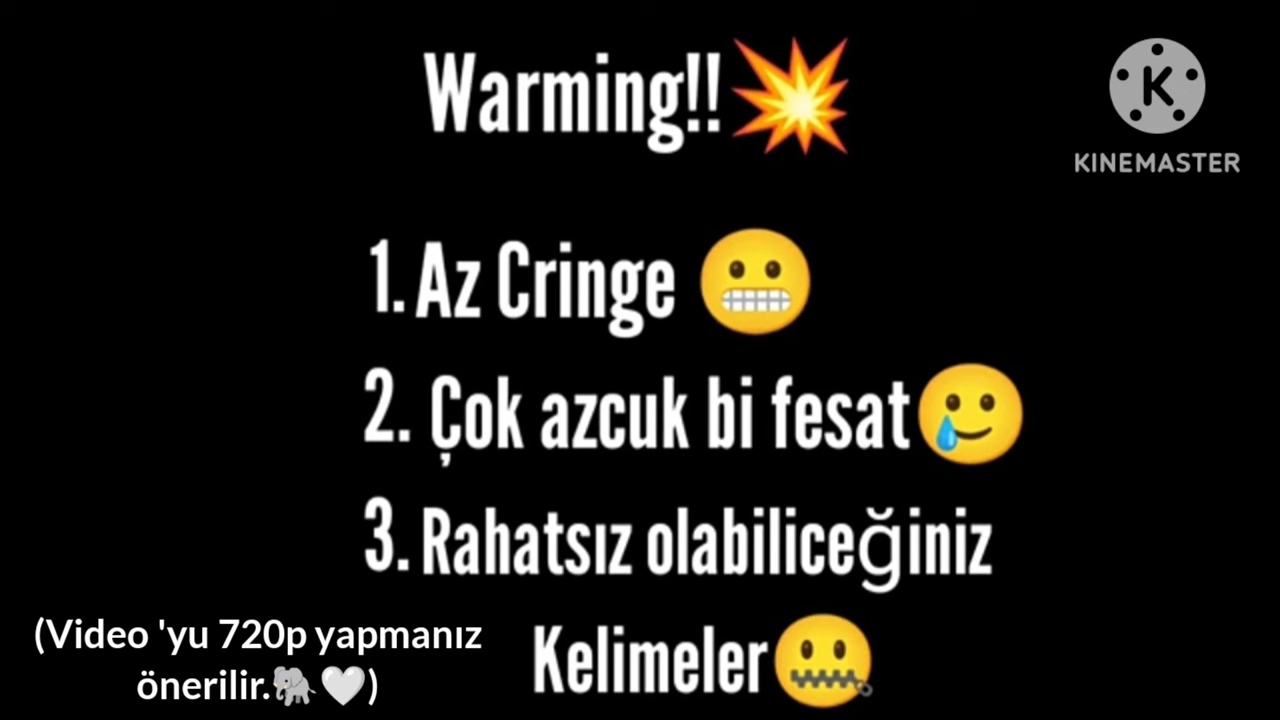 Warming!!💥
KINEMASTER
1. Az Cringe 😬
2. Çok azcuk bi fesat🥲
3. Rahatsız olabiliceğiniz
Kelimeler🤐
(Video 'yu 720p yapmanız
önerilir.🐘🤍)